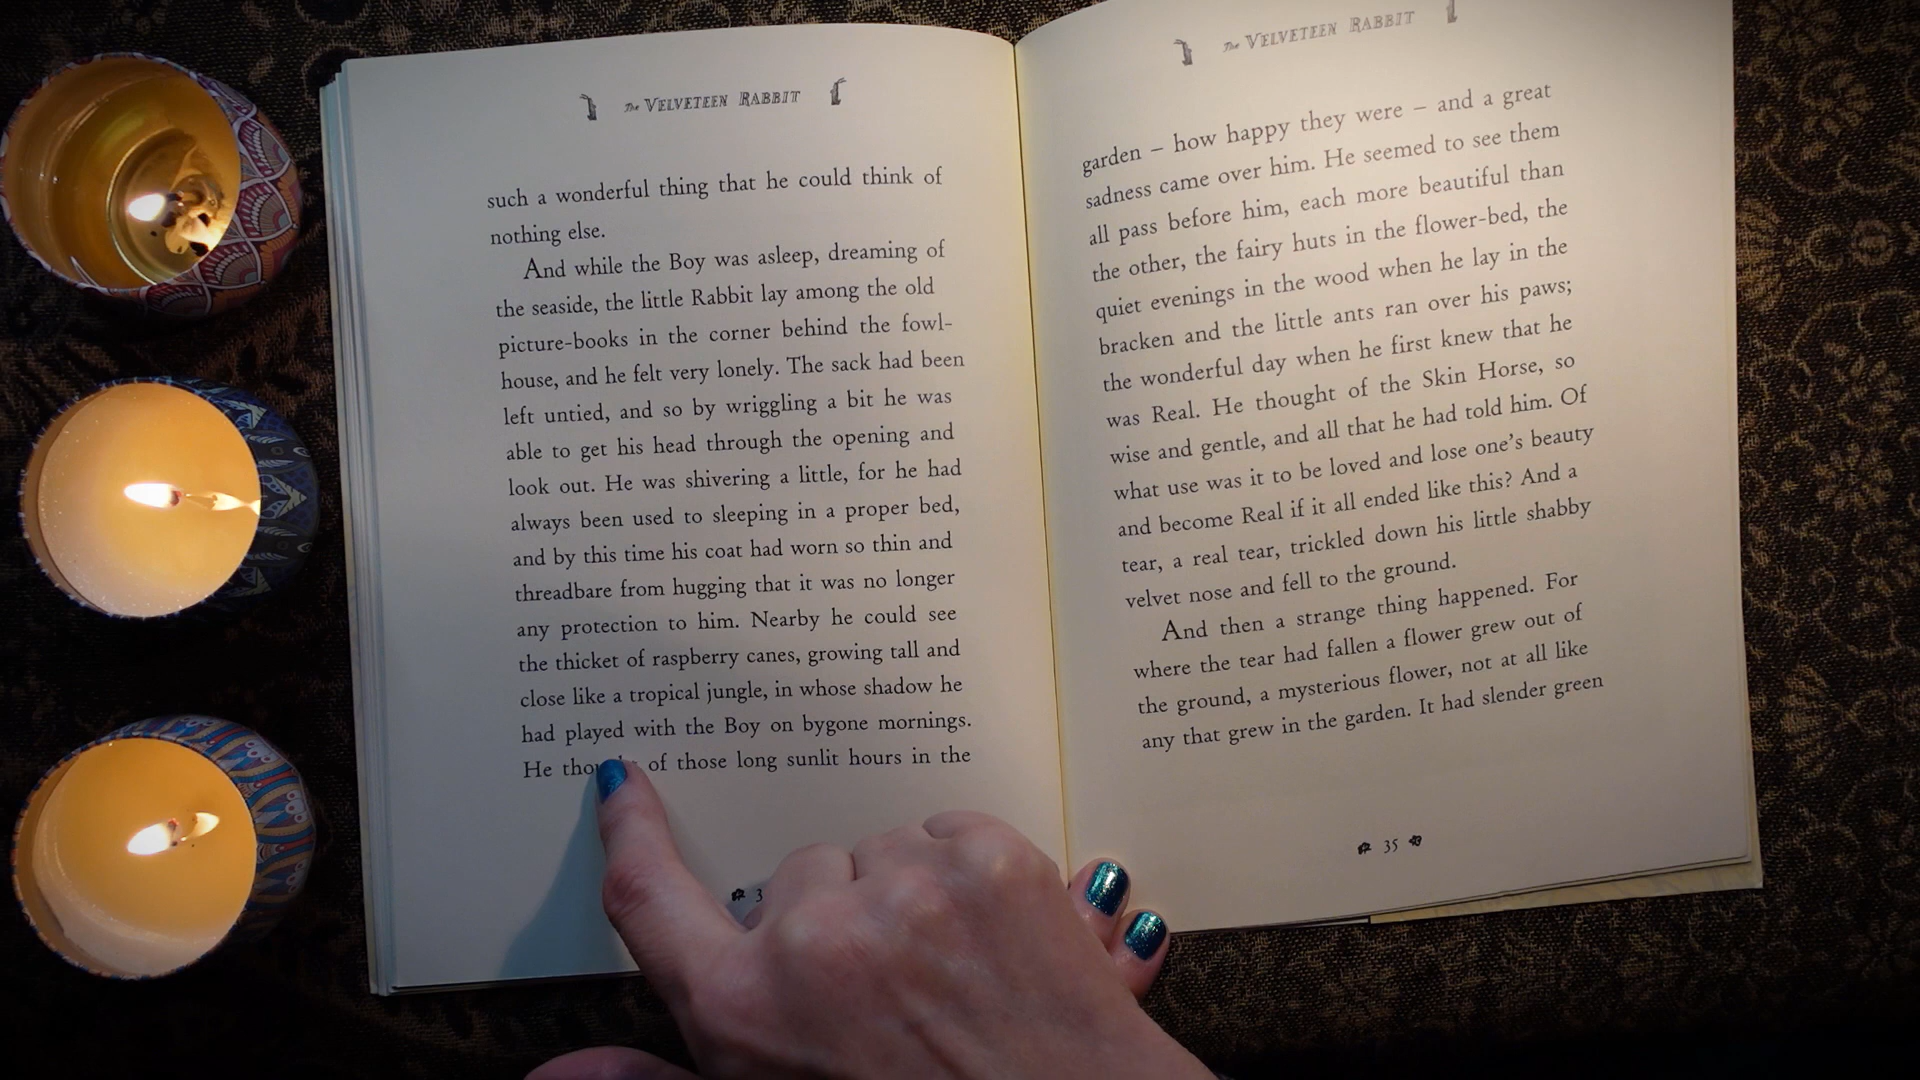 The VELVETEEN RABBIT
such a wonderful thing that he could think of
nothing else.
And while the Boy was asleep, dreaming of
the seaside, the little Rabbit lay among the old
picture-books in the corner behind the fowl-
house, and he felt very lonely. The sack had been
left untied, and so by wriggling a bit he was
able to get his head through the opening and
look out. He was shivering a little, for he had
always been used to sleeping in a proper bed,
and by this time his coat had worn so thin and
threadbare from hugging that it was no longer
any protection to him. Nearby he could see
the thicket of raspberry canes, growing tall and
close like a tropical jungle, in whose shadow he
had played with the Boy on bygone mornings.
He of those long sunlit hours in the
3
The VELVETEEN RABBIT
garden – how happy they were – and a great
sadness came over him. He seemed to see them
all pass before him, each more beautiful than
the other, the fairy huts in the flower-bed, the
quiet evenings in the wood when he lay in the
bracken and the little ants ran over his paws;
the wonderful day when he first knew that he
was Real. He thought of the Skin Horse, so
wise and gentle, and all that he had told him. Of
what use was it to be loved and lose one's beauty
and become Real if it all ended like this? And a
tear, a real tear, trickled down his little shabby
velvet nose and fell to the ground.
And then a strange thing happened. For
where the tear had fallen a flower grew out of
the ground, a mysterious flower, not at all like
any that grew in the garden. It had slender green
35